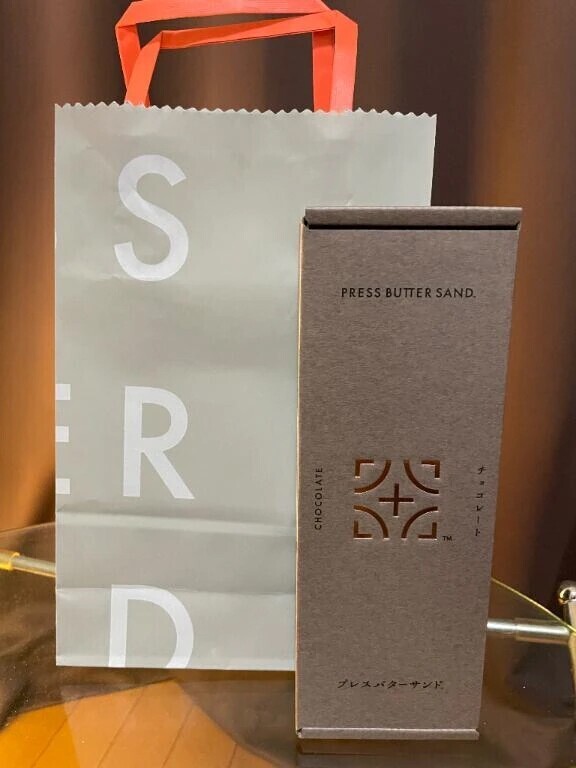 S
E R
D
PRESS BUTTER SAND.
CHOCOLATE
チョコレート
TM
プレスバターサンド